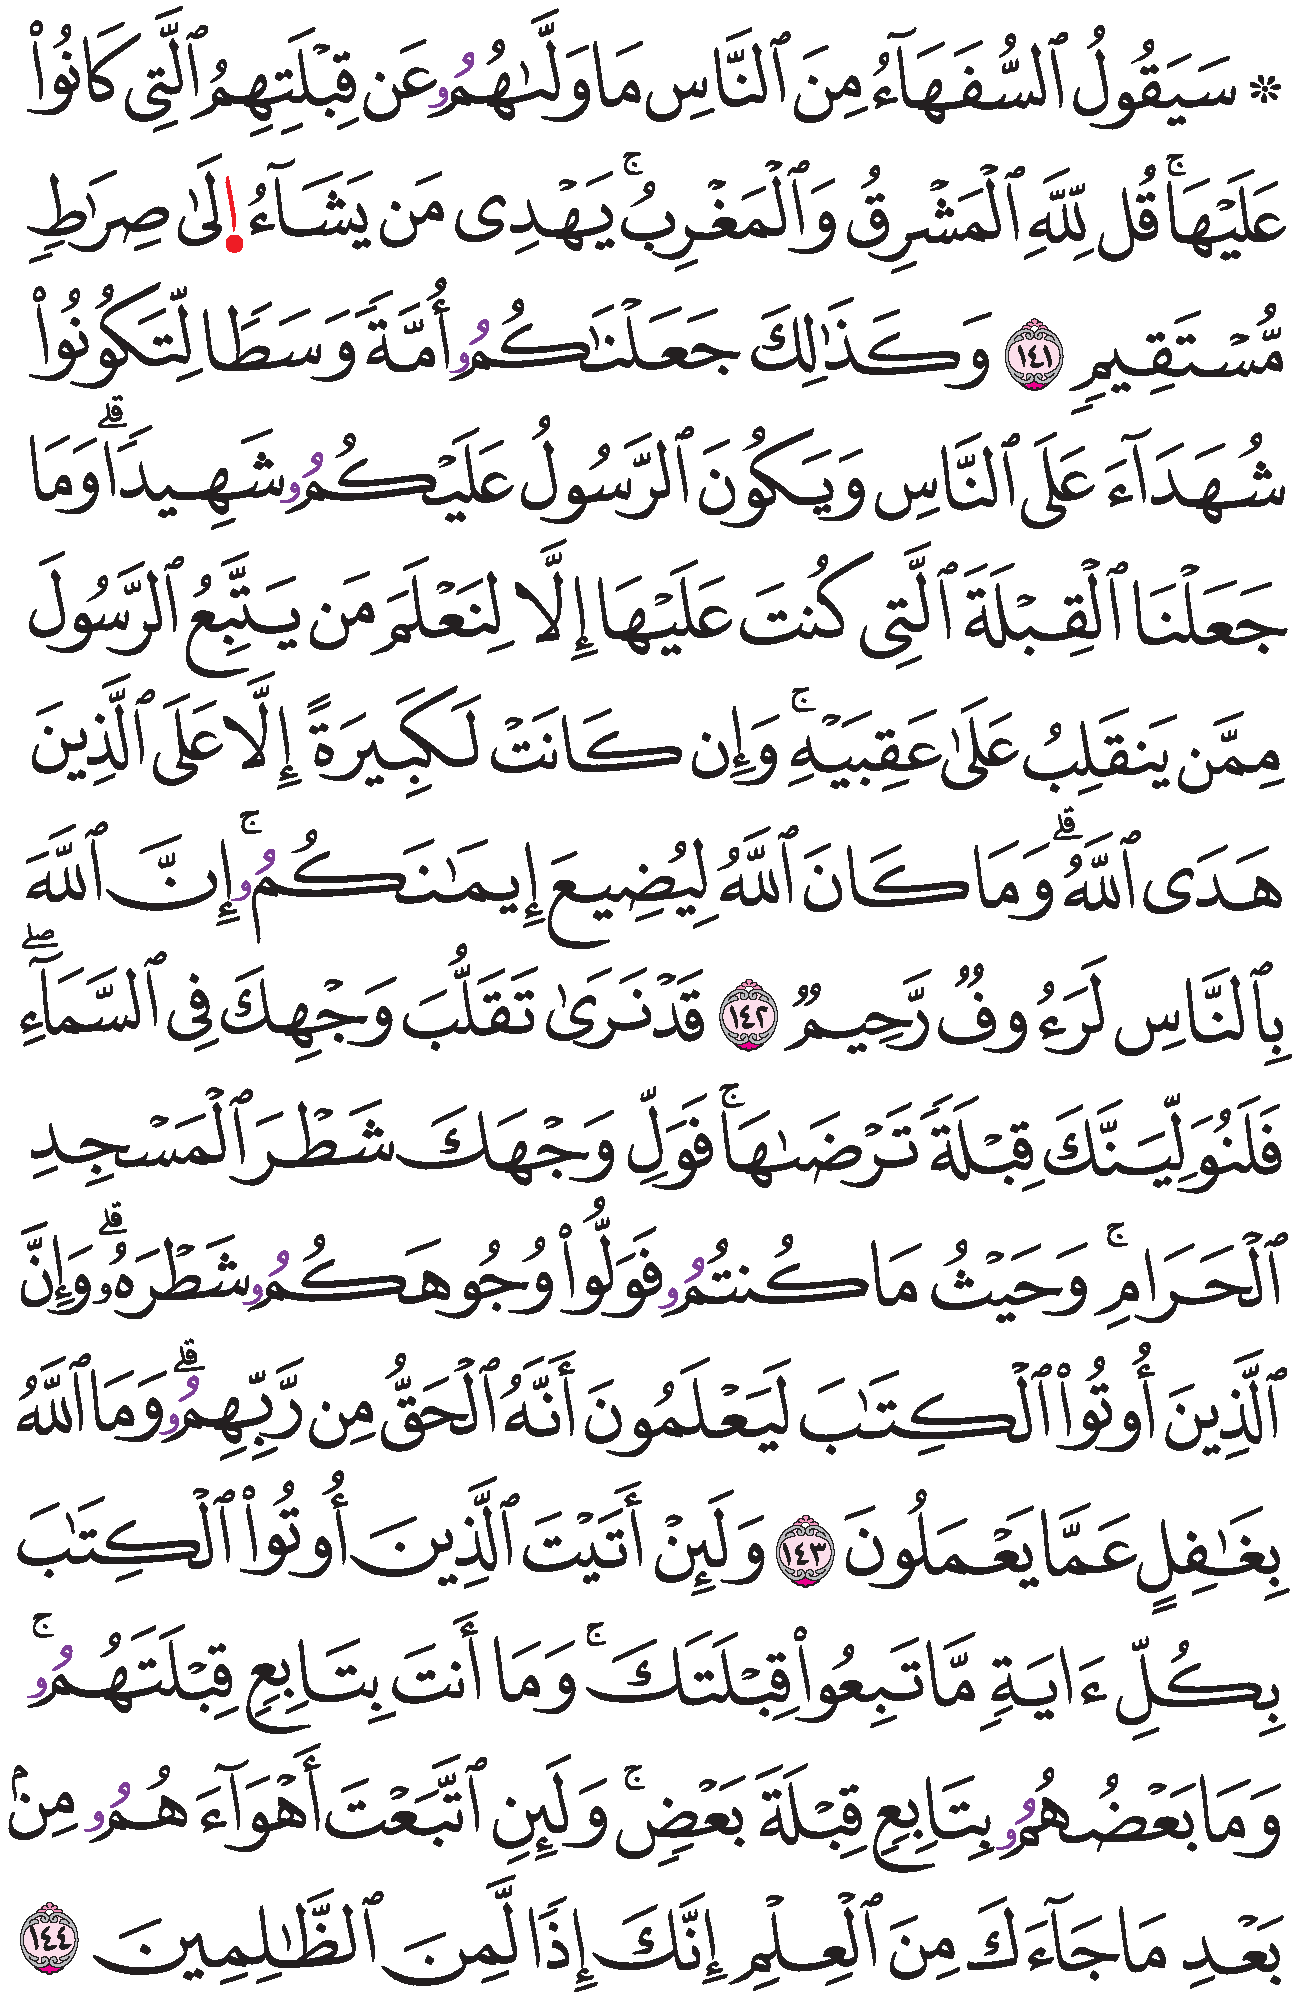 ۞ سَيَقُولُ ٱلسُّفَهَآءُ مِنَ ٱلنَّاسِ مَا وَلَّىٰهُمُۥ عَن قِبْلَتِهِمُ ٱلَّتِى كَانُوا۟
عَلَيْهَاۚ قُل لِّلَّهِ ٱلْمَشْرِقُ وَٱلْمَغْرِبُۚ يَهْدِى مَن يَشَآءُ ا۪لَىٰ صِرَٰطٍ
مُّسْتَقِيمٍ ١٤١ وَكَذَٰلِكَ جَعَلْنَٰكُمُۥ أُمَّةً وَسَطًا لِّتَكُونُوا۟
شُهَدَآءَ عَلَى ٱلنَّاسِ وَيَكُونَ ٱلرَّسُولُ عَلَيْكُمُۥ شَهِيدًاۗ وَمَا
جَعَلْنَا ٱلْقِبْلَةَ ٱلَّتِى كُنتَ عَلَيْهَا إِلَّا لِنَعْلَمَ مَن يَتَّبِعُ ٱلرَّسُولَ
مِمَّن يَنقَلِبُ عَلَىٰ عَقِبَيْهِۚ وَإِن كَانَتْ لَكَبِيرَةً إِلَّا عَلَى ٱلَّذِينَ
هَدَى ٱللَّهُۗ وَمَا كَانَ ٱللَّهُ لِيُضِيعَ إِيمَٰنَكُمُۥۚ إِنَّ ٱللَّهَ
بِٱلنَّاسِ لَرَءُوفٌ رَّحِيمٌ ١٤٢ قَدْ نَرَىٰ تَقَلُّبَ وَجْهِكَ فِى ٱلسَّمَآءِۖ
فَلَنُوَلِّيَنَّكَ قِبْلَةً تَرْضَىٰهَاۚ فَوَلِّ وَجْهَكَ شَطْرَ ٱلْمَسْجِدِ
ٱلْحَرَامِۚ وَحَيْثُ مَا كُنتُمُۥ فَوَلُّوا۟ وُجُوهَكُمُۥ شَطْرَهُۥۗ وَإِنَّ
ٱلَّذِينَ أُوتُوا۟ ٱلْكِتَٰبَ لَيَعْلَمُونَ أَنَّهُ ٱلْحَقُّ مِن رَّبِّهِمُۥۗ وَمَا ٱللَّهُ
بِغَٰفِلٍ عَمَّا يَعْمَلُونَ ١٤٣ وَلَئِنْ أَتَيْتَ ٱلَّذِينَ أُوتُوا۟ ٱلْكِتَٰبَ
بِكُلِّ ءَايَةٍ مَّا تَبِعُوا۟ قِبْلَتَكَۚ وَمَا أَنتَ بِتَابِعٍ قِبْلَتَهُمُۥۚ
وَمَا بَعْضُهُمُۥ بِتَابِعٍ قِبْلَةَ بَعْضٍۚ وَلَئِنِ ٱتَّبَعْتَ أَهْوَآءَهُمُۥ مِنۢ
بَعْدِ مَا جَآءَكَ مِنَ ٱلْعِلْمِ إِنَّكَ إِذًا لَّمِنَ ٱلظَّٰلِمِينَ ١٤٤